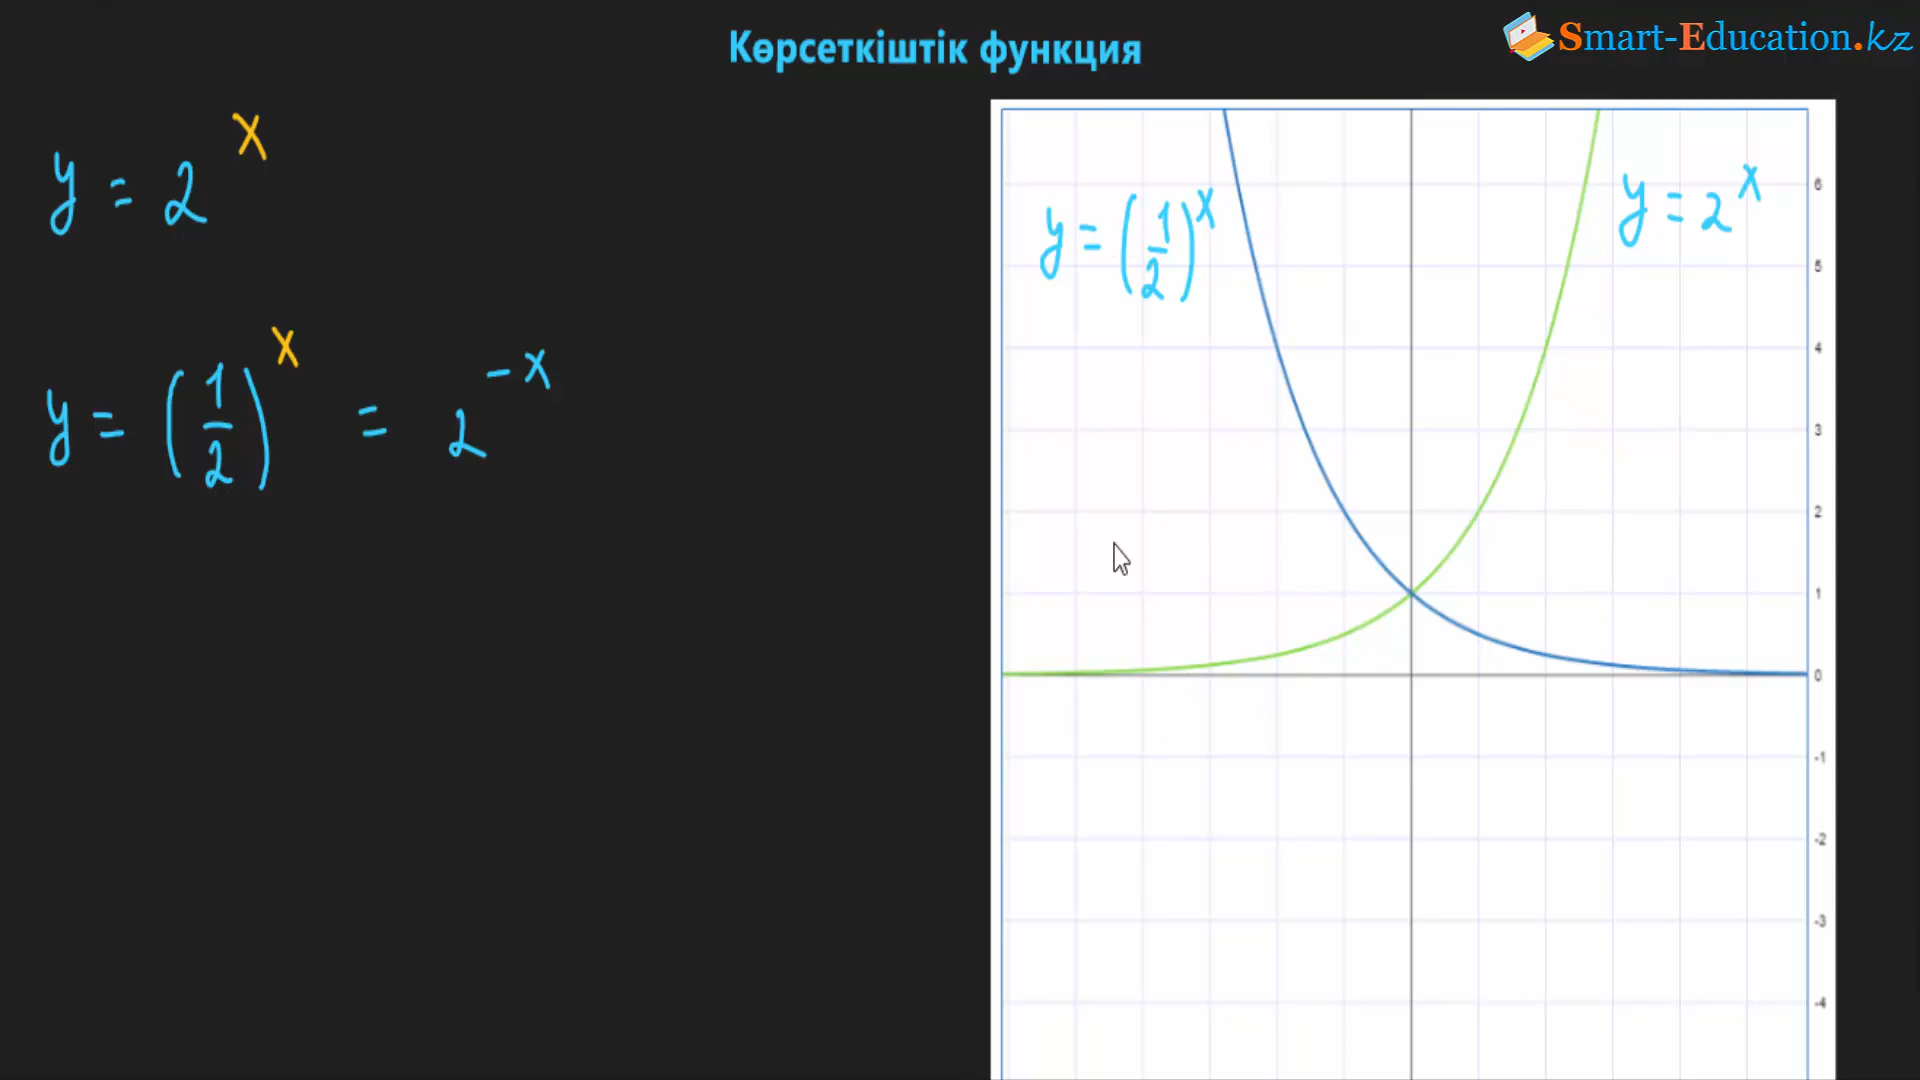 Көрсеткіштік функция
Smart-Education.kz
y = 2^x
y = (1/2)^x = 2^-x
y = (1/2)^x
y = 2^x
6
5
4
3
2
1
0
-1
-2
-3
-4